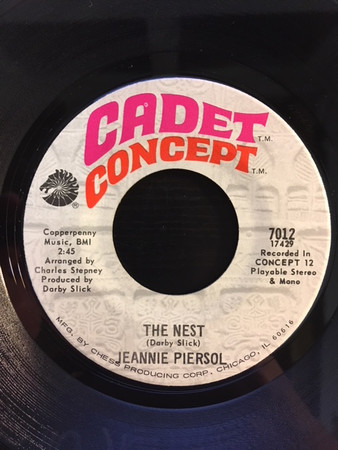 CADET T.M.
CONCEPT T.M.
®
Copperpenny
Music, BMI
2:45
Arranged by
Charles Stepney
Produced by
Darby Slick
7012
17429
Recorded In
CONCEPT 12
Playable Stereo
& Mono
THE NEST
(Darby Slick)
JEANNIE PIERSOL
MFG. BY CHESS PRODUCING CORP., CHICAGO, IL 60616